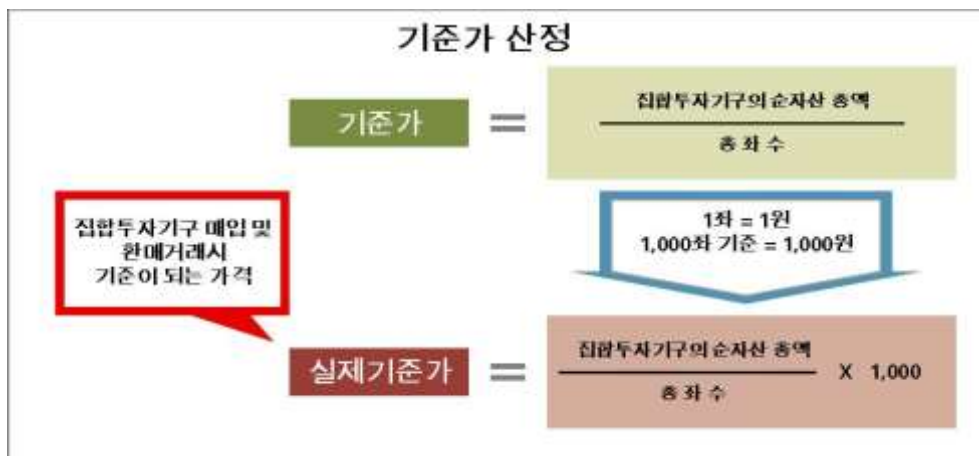 기준가 산정
기준가
=
집합투자기구의 순자산 총액
총 좌 수
집합투자기구 매입 및
환매거래시
기준이 되는 가격
1좌 = 1원
1,000좌 기준 = 1,000원
실제기준가
=
집합투자기구의 순자산 총액
총 좌 수
X 1,000